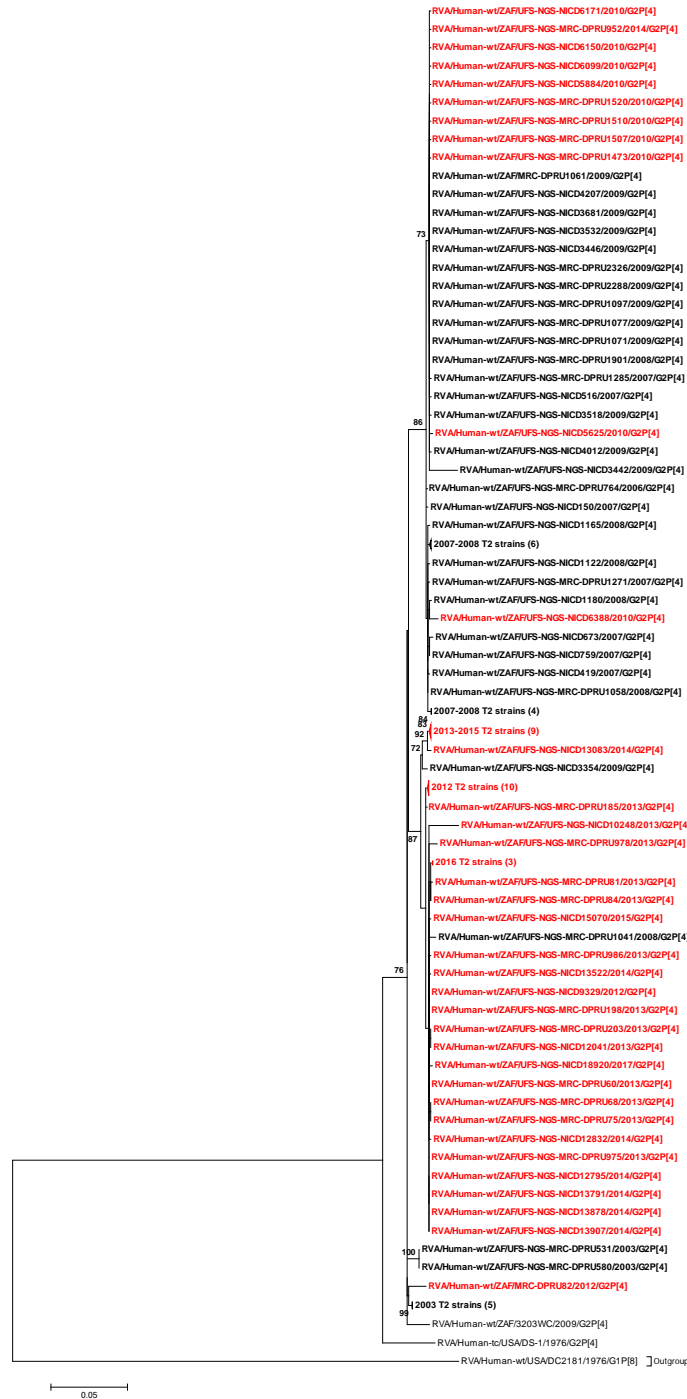 RVA/Human-wt/ZAF/UFS-NGS-NICD6171/2010/G2P[4]
RVA/Human-wt/ZAF/UFS-NGS-MRC-DPRU952/2014/G2P[4]
RVA/Human-wt/ZAF/UFS-NGS-NICD6150/2010/G2P[4]
RVA/Human-wt/ZAF/UFS-NGS-NICD6099/2010/G2P[4]
RVA/Human-wt/ZAF/UFS-NGS-NICD5884/2010/G2P[4]
RVA/Human-wt/ZAF/UFS-NGS-MRC-DPRU1520/2010/G2P[4]
RVA/Human-wt/ZAF/UFS-NGS-MRC-DPRU1510/2010/G2P[4]
RVA/Human-wt/ZAF/UFS-NGS-MRC-DPRU1507/2010/G2P[4]
RVA/Human-wt/ZAF/UFS-NGS-MRC-DPRU1473/2010/G2P[4]
RVA/Human-wt/ZAF/MRC-DPRU1061/2009/G2P[4]
RVA/Human-wt/ZAF/UFS-NGS-NICD4207/2009/G2P[4]
RVA/Human-wt/ZAF/UFS-NGS-NICD3681/2009/G2P[4]
73
RVA/Human-wt/ZAF/UFS-NGS-NICD3532/2009/G2P[4]
RVA/Human-wt/ZAF/UFS-NGS-NICD3446/2009/G2P[4]
RVA/Human-wt/ZAF/UFS-NGS-MRC-DPRU2326/2009/G2P[4]
RVA/Human-wt/ZAF/UFS-NGS-MRC-DPRU2288/2009/G2P[4]
RVA/Human-wt/ZAF/UFS-NGS-MRC-DPRU1097/2009/G2P[4]
RVA/Human-wt/ZAF/UFS-NGS-MRC-DPRU1077/2009/G2P[4]
RVA/Human-wt/ZAF/UFS-NGS-MRC-DPRU1071/2009/G2P[4]
RVA/Human-wt/ZAF/UFS-NGS-MRC-DPRU1901/2008/G2P[4]
RVA/Human-wt/ZAF/UFS-NGS-MRC-DPRU1285/2007/G2P[4]
RVA/Human-wt/ZAF/UFS-NGS-NICD516/2007/G2P[4]
RVA/Human-wt/ZAF/UFS-NGS-NICD3518/2009/G2P[4]
86
RVA/Human-wt/ZAF/UFS-NGS-NICD5625/2010/G2P[4]
RVA/Human-wt/ZAF/UFS-NGS-NICD4012/2009/G2P[4]
RVA/Human-wt/ZAF/UFS-NGS-NICD3442/2009/G2P[4]
RVA/Human-wt/ZAF/UFS-NGS-MRC-DPRU764/2006/G2P[4]
RVA/Human-wt/ZAF/UFS-NGS-NICD150/2007/G2P[4]
RVA/Human-wt/ZAF/UFS-NGS-NICD1165/2008/G2P[4]
2007-2008 T2 strains (6)
RVA/Human-wt/ZAF/UFS-NGS-NICD1122/2008/G2P[4]
RVA/Human-wt/ZAF/UFS-NGS-MRC-DPRU1271/2007/G2P[4]
RVA/Human-wt/ZAF/UFS-NGS-NICD1180/2008/G2P[4]
RVA/Human-wt/ZAF/UFS-NGS-NICD6388/2010/G2P[4]
RVA/Human-wt/ZAF/UFS-NGS-NICD673/2007/G2P[4]
RVA/Human-wt/ZAF/UFS-NGS-NICD759/2007/G2P[4]
RVA/Human-wt/ZAF/UFS-NGS-NICD419/2007/G2P[4]
RVA/Human-wt/ZAF/UFS-NGS-MRC-DPRU1058/2008/G2P[4]
2007-2008 T2 strains (4)
84
83
2013-2015 T2 strains (9)
92
72
RVA/Human-wt/ZAF/UFS-NGS-NICD13083/2014/G2P[4]
RVA/Human-wt/ZAF/UFS-NGS-NICD3354/2009/G2P[4]
2012 T2 strains (10)
RVA/Human-wt/ZAF/UFS-NGS-MRC-DPRU185/2013/G2P[4]
RVA/Human-wt/ZAF/UFS-NGS-NICD10248/2013/G2P[4
87
RVA/Human-wt/ZAF/UFS-NGS-MRC-DPRU978/2013/G2P[4]
2016 T2 strains (3)
RVA/Human-wt/ZAF/UFS-NGS-MRC-DPRU81/2013/G2P[4]
RVA/Human-wt/ZAF/UFS-NGS-MRC-DPRU84/2013/G2P[4]
RVA/Human-wt/ZAF/UFS-NGS-NICD15070/2015/G2P[4]
RVA/Human-wt/ZAF/UFS-NGS-MRC-DPRU1041/2008/G2P[4]
RVA/Human-wt/ZAF/UFS-NGS-MRC-DPRU986/2013/G2P[4]
76
RVA/Human-wt/ZAF/UFS-NGS-NICD13522/2014/G2P[4]
RVA/Human-wt/ZAF/UFS-NGS-NICD9329/2012/G2P[4]
RVA/Human-wt/ZAF/UFS-NGS-MRC-DPRU198/2013/G2P[4]
RVA/Human-wt/ZAF/UFS-NGS-MRC-DPRU203/2013/G2P[4]
RVA/Human-wt/ZAF/UFS-NGS-NICD12041/2013/G2P[4]
RVA/Human-wt/ZAF/UFS-NGS-NICD18920/2017/G2P[4]
RVA/Human-wt/ZAF/UFS-NGS-MRC-DPRU60/2013/G2P[4]
RVA/Human-wt/ZAF/UFS-NGS-MRC-DPRU68/2013/G2P[4]
RVA/Human-wt/ZAF/UFS-NGS-MRC-DPRU75/2013/G2P[4]
RVA/Human-wt/ZAF/UFS-NGS-NICD12832/2014/G2P[4]
RVA/Human-wt/ZAF/UFS-NGS-MRC-DPRU975/2013/G2P[4]
RVA/Human-wt/ZAF/UFS-NGS-NICD12795/2014/G2P[4]
RVA/Human-wt/ZAF/UFS-NGS-NICD13791/2014/G2P[4]
RVA/Human-wt/ZAF/UFS-NGS-NICD13878/2014/G2P[4]
RVA/Human-wt/ZAF/UFS-NGS-NICD13907/2014/G2P[4]
RVA/Human-wt/ZAF/UFS-NGS-MRC-DPRU531/2003/G2P[4]
100
RVA/Human-wt/ZAF/UFS-NGS-MRC-DPRU580/2003/G2P[4]
RVA/Human-wt/ZAF/MRC-DPRU82/2012/G2P[4]
2003 T2 strains (5)
99
RVA/Human-wt/ZAF/3203WC/2009/G2P[4]
RVA/Human-tc/USA/DS-1/1976/G2P[4]
RVA/Human-wt/USA/DC2181/1976/G1P[8] Outgroup
0.05